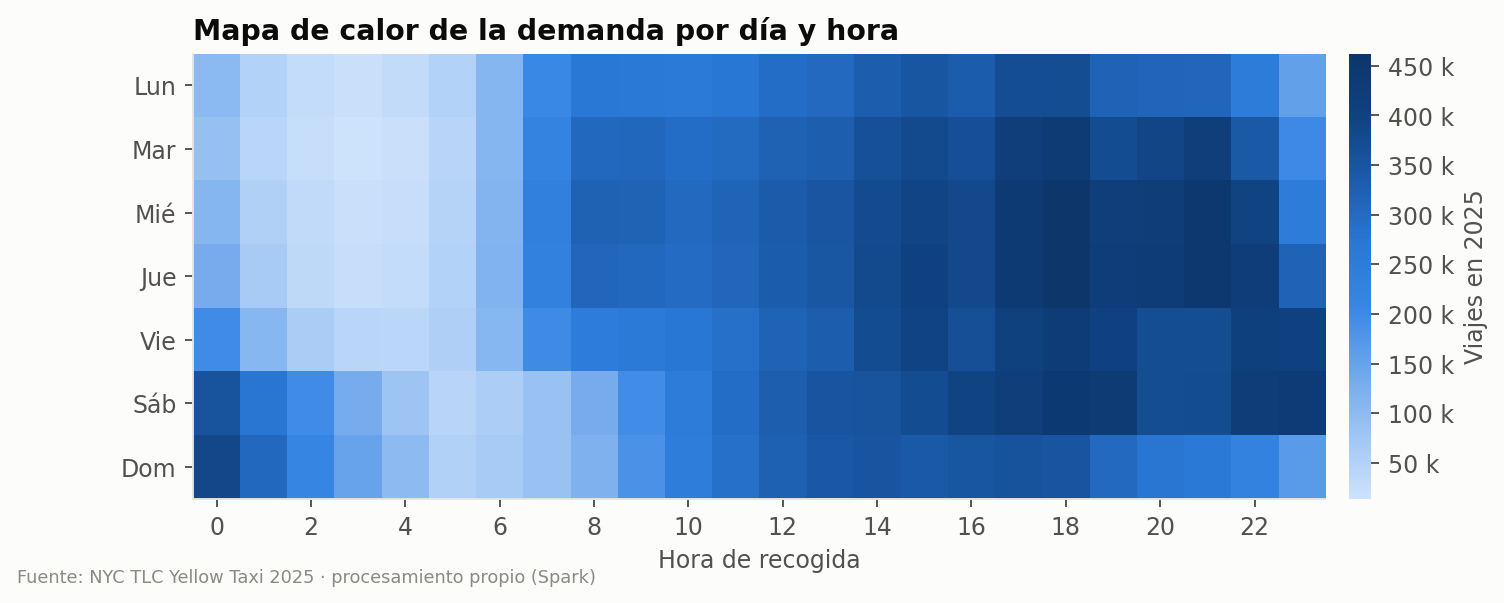 Mapa de calor de la demanda por día y hora
Lun
Mar
Mié
Jue
Vie
Sáb
Dom
0 2 4 6 8 10 12 14 16 18 20 22
Hora de recogida
450 k
400 k
350 k
300 k
250 k
200 k
150 k
100 k
50 k
Viajes en 2025
Fuente: NYC TLC Yellow Taxi 2025 · procesamiento propio (Spark)